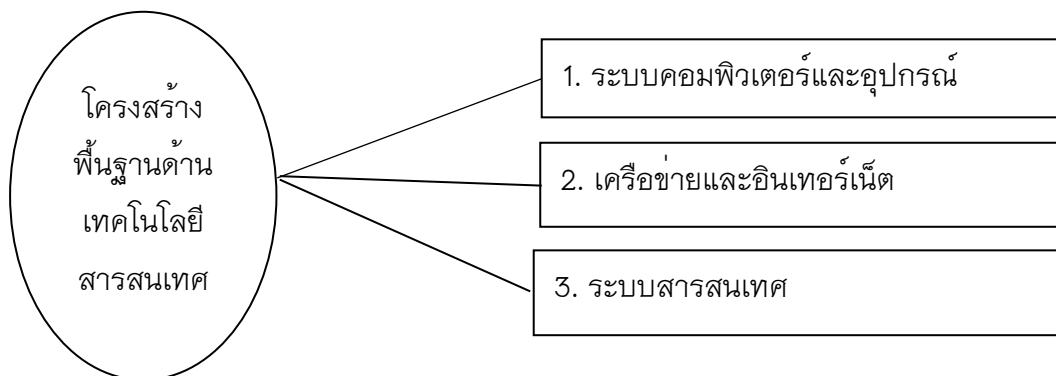 โครงสร้าง
พื้นฐานด้าน
เทคโนโลยี
สารสนเทศ
1. ระบบคอมพิวเตอร์และอุปกรณ์
2. เครือข่ายและอินเทอร์เน็ต
3. ระบบสารสนเทศ